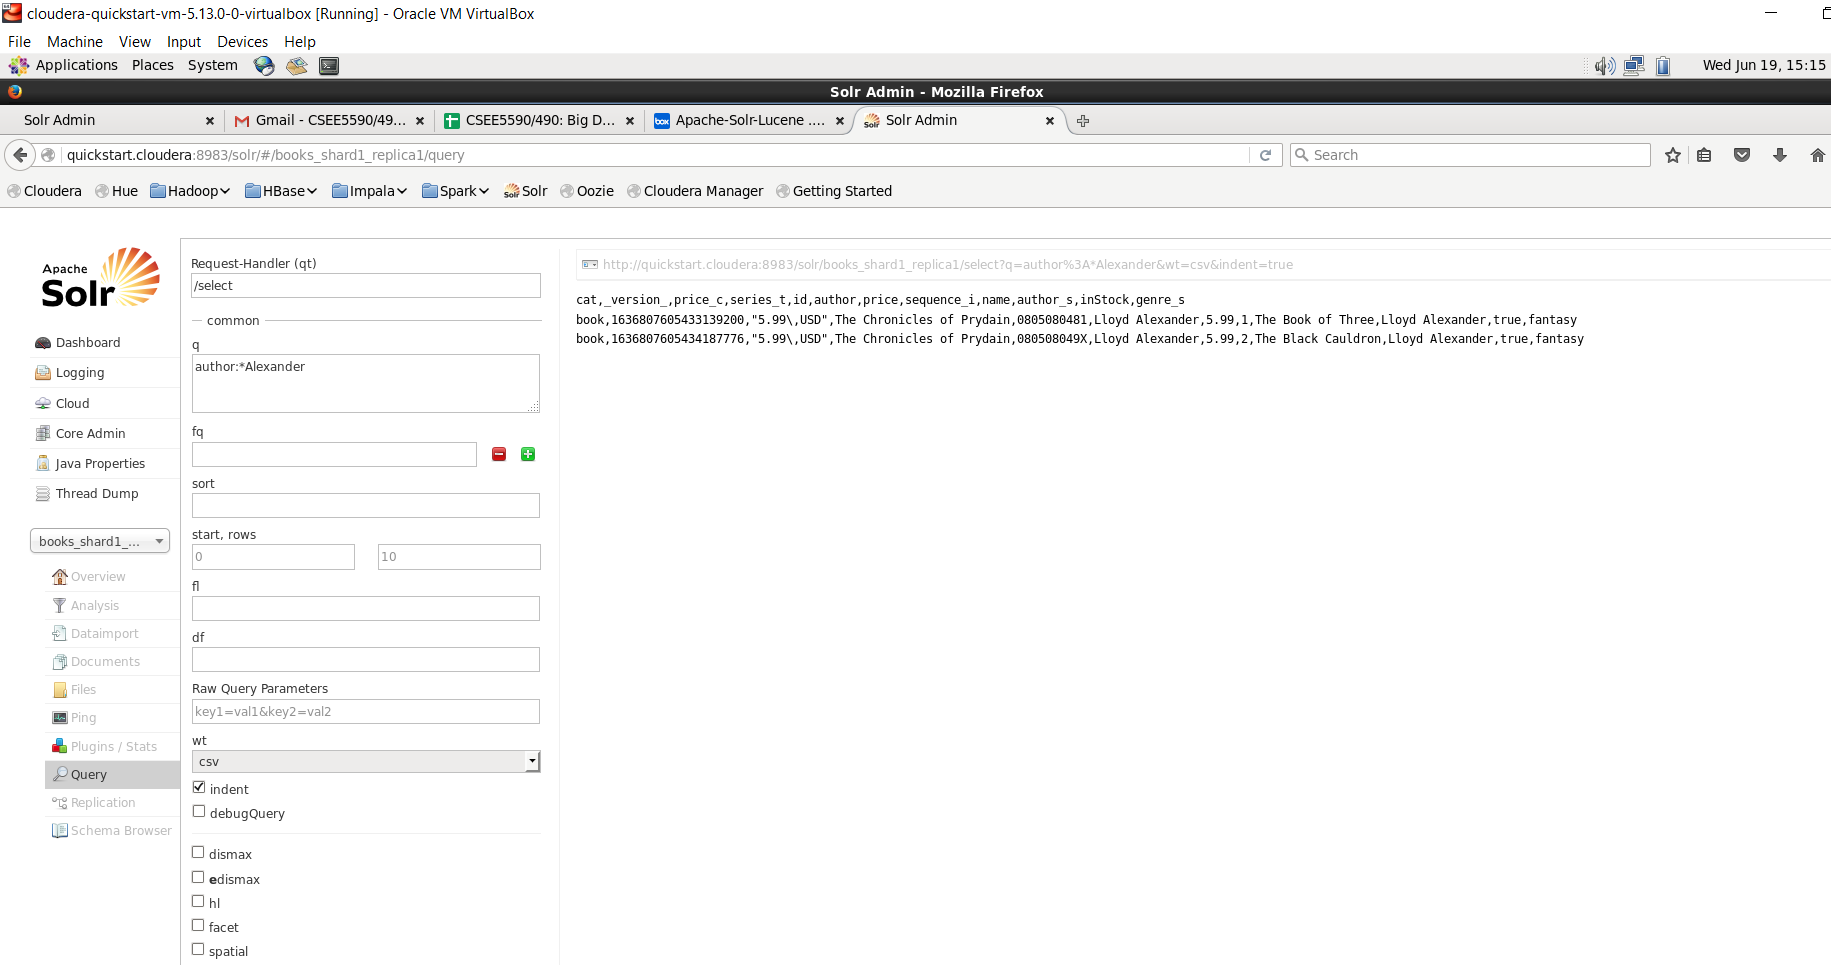 cloudera-quickstart-vm-5.13.0-0-virtualbox [Running] - Oracle VM VirtualBox
File Machine View Input Devices Help
Applications Places System Wed Jun 19, 15:15
Solr Admin - Mozilla Firefox
Solr Admin Gmail - CSEE5590/49... CSEE5590/490: Big D... box Apache-Solr-Lucene .... Solr Admin
quickstart.cloudera:8983/solr/#/books_shard1_replica1/query Search
Cloudera Hue Hadoop HBase Impala Spark Solr Oozie Cloudera Manager Getting Started
Apache
Solr
Dashboard
Logging
Cloud
Core Admin
Java Properties
Thread Dump
books_shard1_...
Overview
Analysis
Dataimport
Documents
Files
Ping
Plugins / Stats
Query
Replication
Schema Browser
Request-Handler (qt)
/select
common
q
author:*Alexander
fq
sort
start, rows
0 10
fl
df
Raw Query Parameters
key1=val1&key2=val2
wt
csv
indent
debugQuery
dismax
edismax
hl
facet
spatial
http://quickstart.cloudera:8983/solr/books_shard1_replica1/select?q=author%3A*Alexander&wt=csv&indent=true
cat,_version_,price_c,series_t,id,author,price,sequence_i,name,author_s,inStock,genre_s
book,1636807605433139200,"5.99\,USD",The Chronicles of Prydain,0805080481,Lloyd Alexander,5.99,1,The Book of Three,Lloyd Alexander,true,fantasy
book,1636807605434187776,"5.99\,USD",The Chronicles of Prydain,080508049X,Lloyd Alexander,5.99,2,The Black Cauldron,Lloyd Alexander,true,fantasy